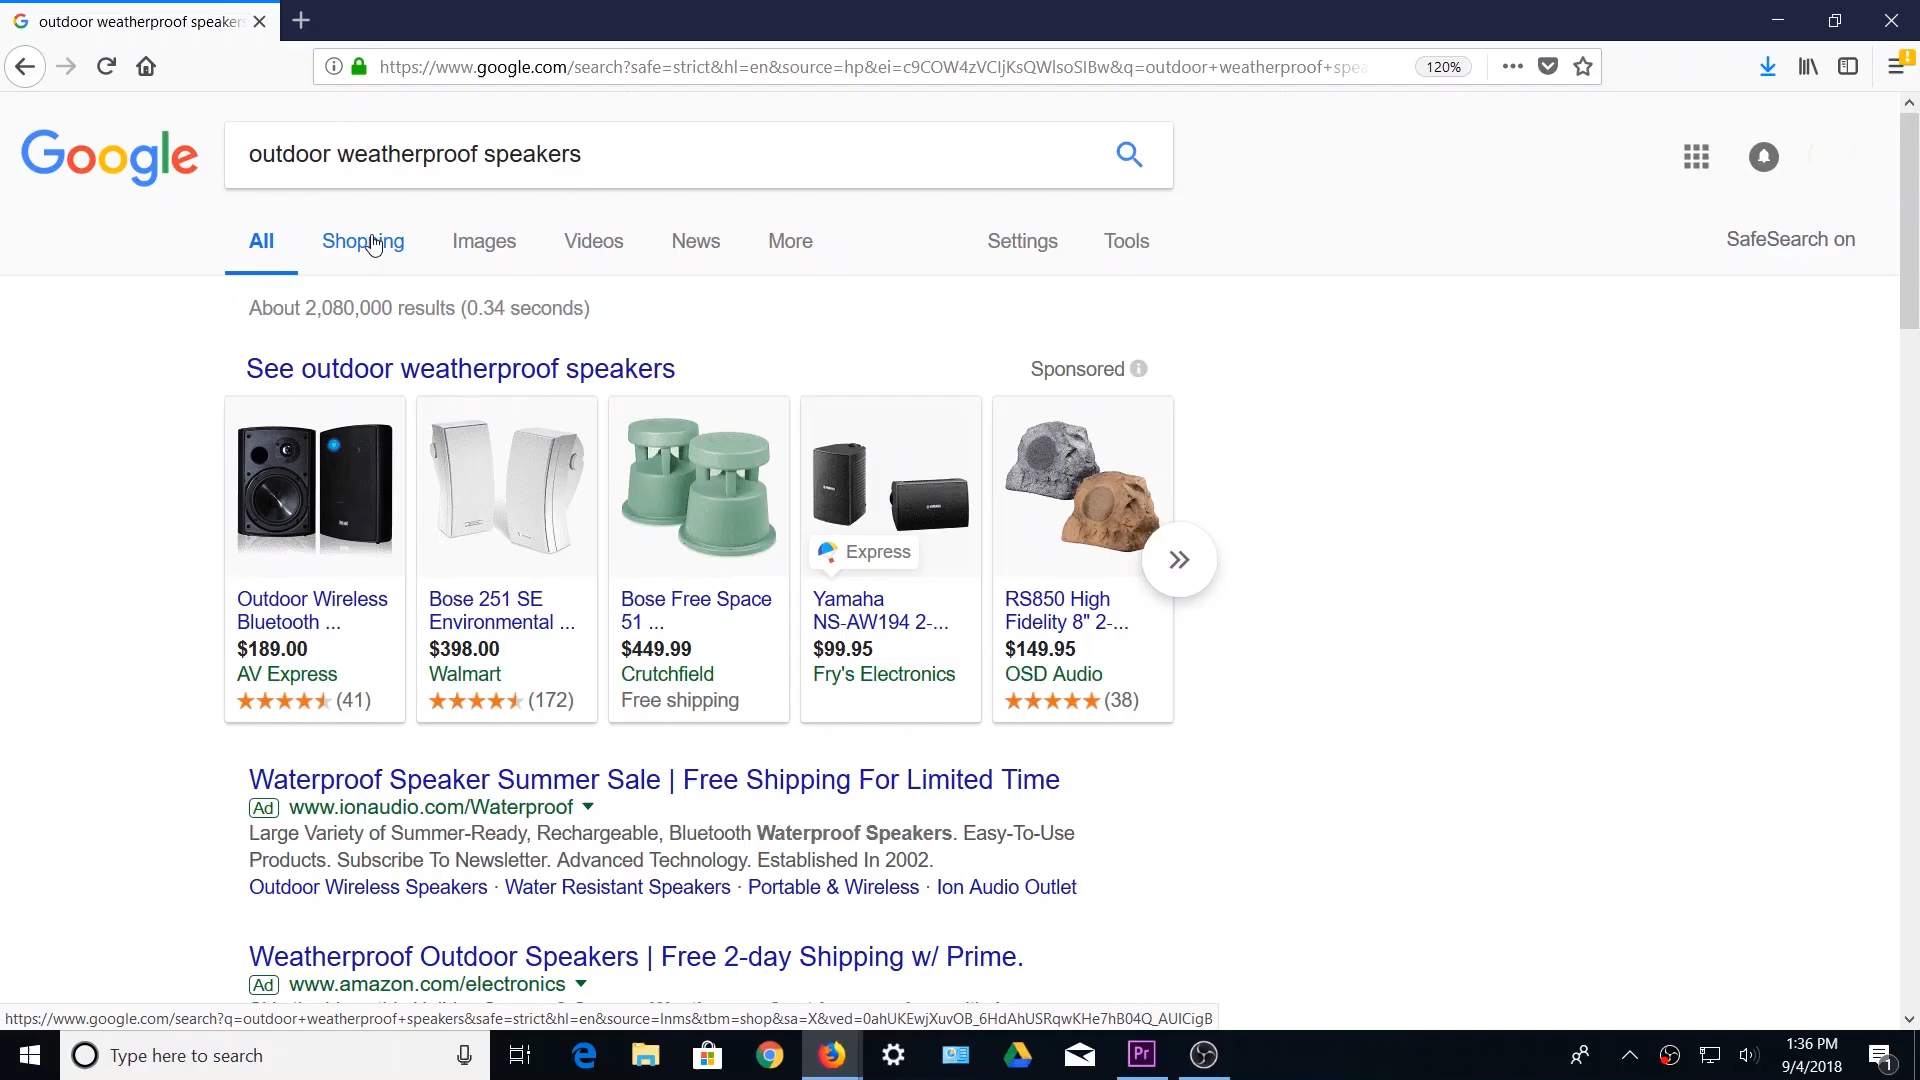 outdoor weatherproof speakers
https://www.google.com/search?safe=strict&hl=en&source=hp&ei=c9COW4zVCIjKsQWlsoSIBw&q=outdoor+weatherproof+spea
120%
Google
outdoor weatherproof speakers
All Shopping Images Videos News More Settings Tools
SafeSearch on
About 2,080,000 results (0.34 seconds)
See outdoor weatherproof speakers
Sponsored
Outdoor Wireless
Bluetooth ...
$189.00
AV Express
(41)
Bose 251 SE
Environmental ...
$398.00
Walmart
(172)
Bose Free Space
51 ...
$449.99
Crutchfield
Free shipping
Express
Yamaha
NS-AW194 2-...
$99.95
Fry's Electronics
RS850 High
Fidelity 8" 2-...
$149.95
OSD Audio
(38)
Waterproof Speaker Summer Sale | Free Shipping For Limited Time
Ad www.ionaudio.com/Waterproof
Large Variety of Summer-Ready, Rechargeable, Bluetooth Waterproof Speakers. Easy-To-Use
Products. Subscribe To Newsletter. Advanced Technology. Established In 2002.
Outdoor Wireless Speakers · Water Resistant Speakers · Portable & Wireless · Ion Audio Outlet
Weatherproof Outdoor Speakers | Free 2-day Shipping w/ Prime.
Ad www.amazon.com/electronics
https://www.google.com/search?q=outdoor+weatherproof+speakers&safe=strict&hl=en&source=lnms&tbm=shop&sa=X&ved=0ahUKEwjXuvOB_6HdAhUSRqwKHe7hB04Q_AUICigB
Type here to search
Pr
1:36 PM
9/4/2018
1